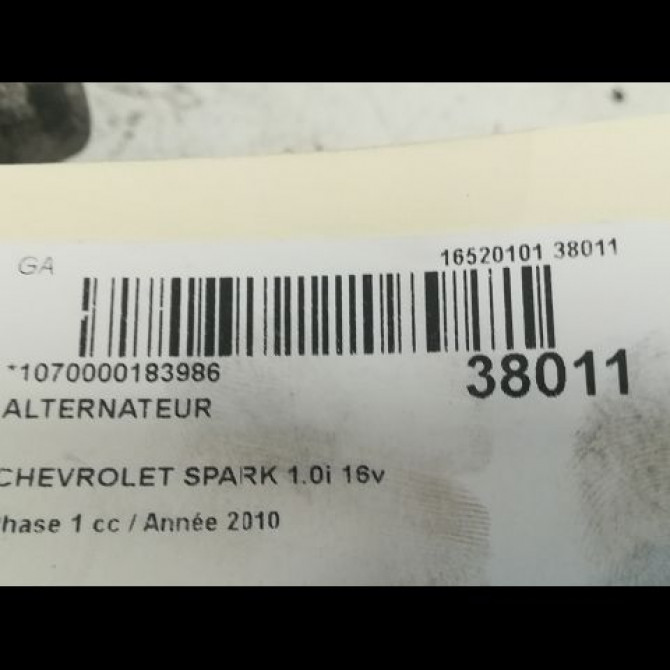 GA
16520101 38011
*1070000183986
38011
ALTERNATEUR
CHEVROLET SPARK 1.0i 16v
hase 1 cc / Année 2010